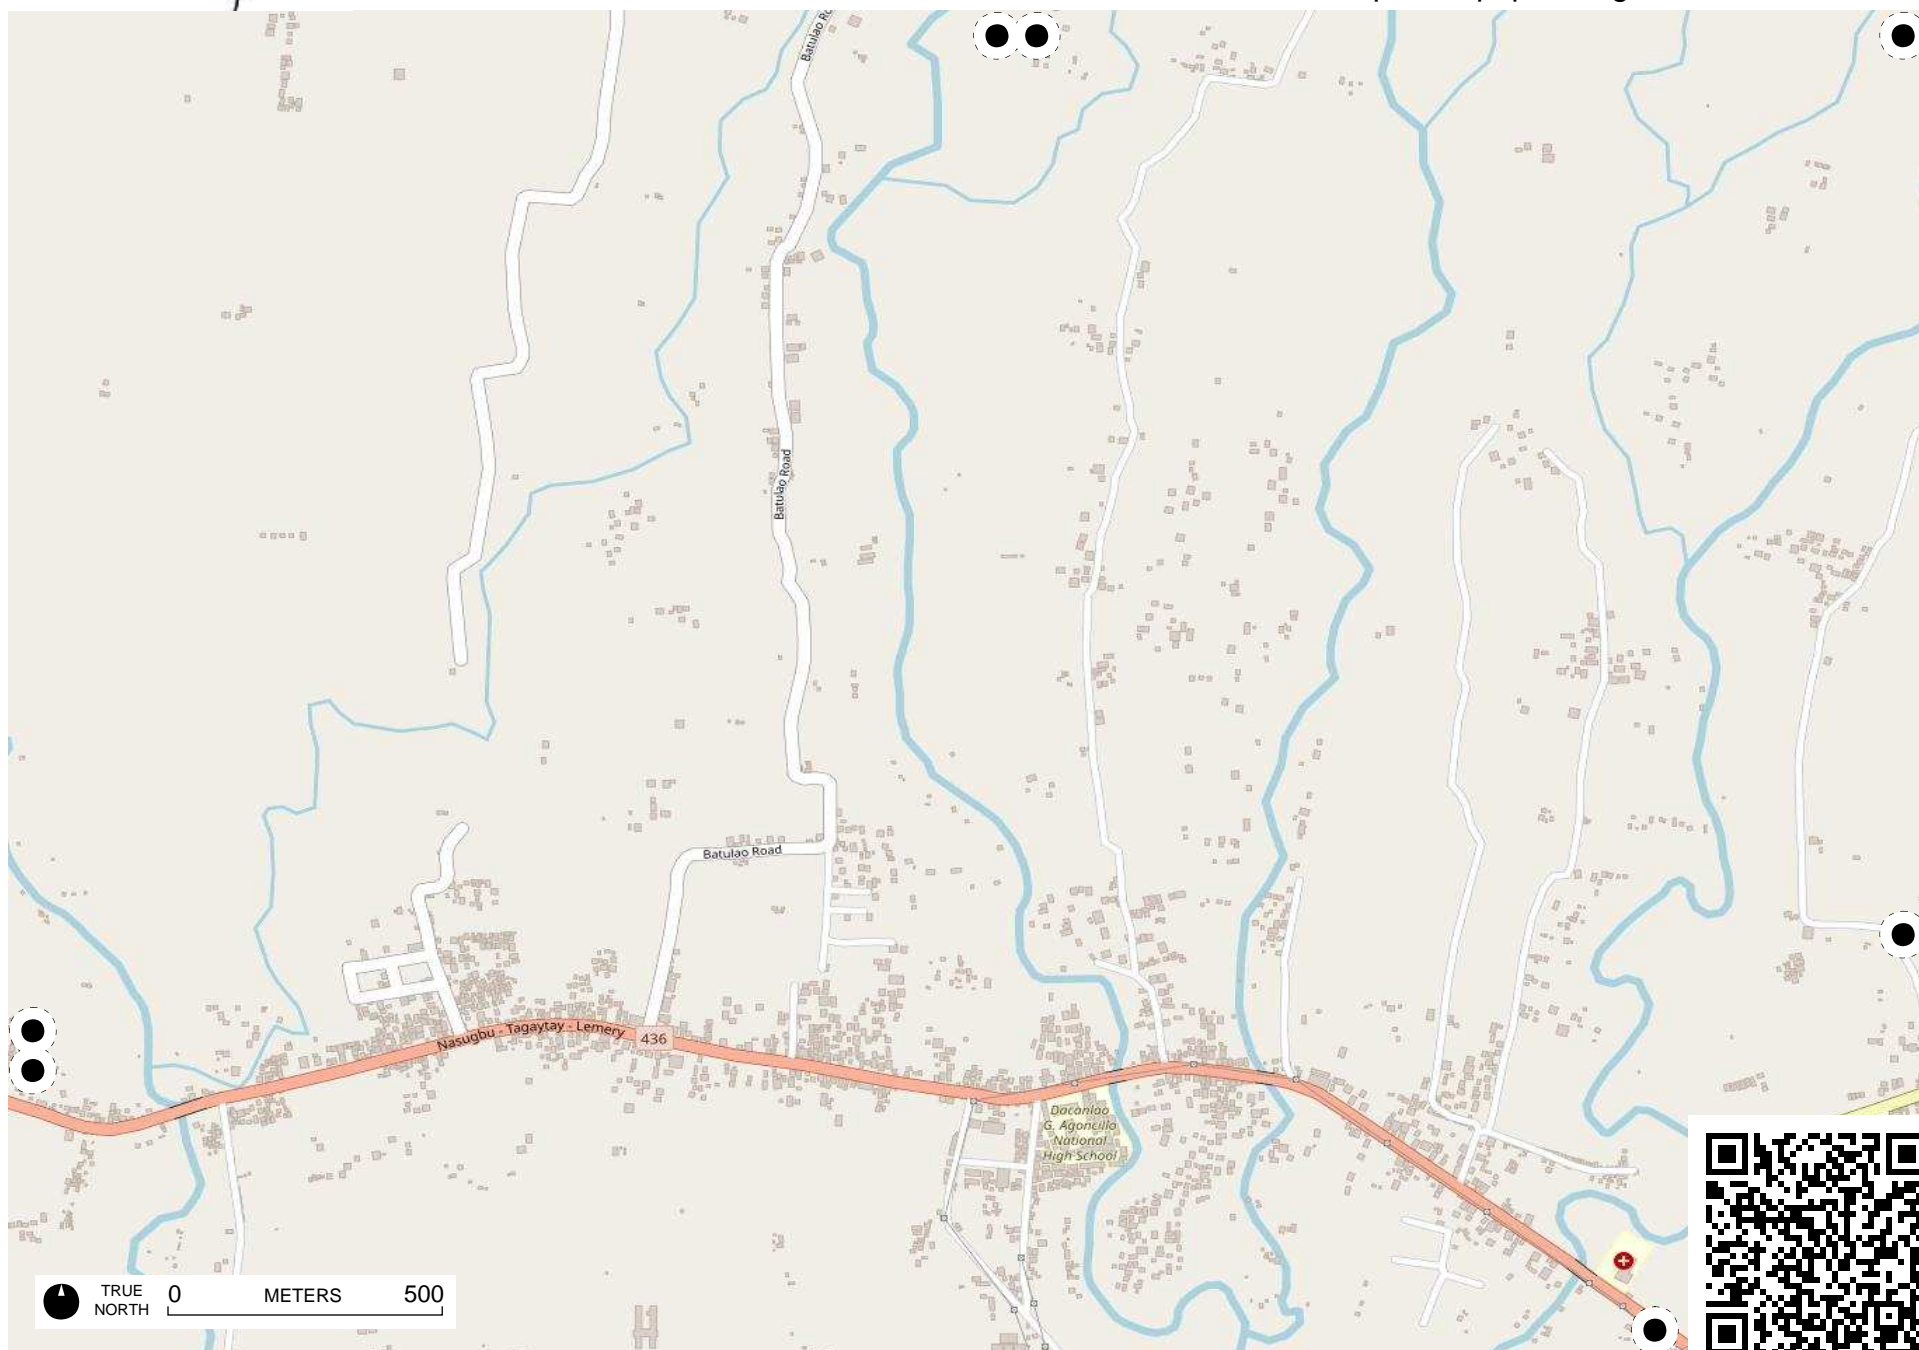 Batulao Ro
Batulao Road
Batulao Road
Nasugbu - Tagaytay - Lemery
436
Dacanlao
G. Agoncillo
National
High School
TRUE
NORTH
0 METERS 500